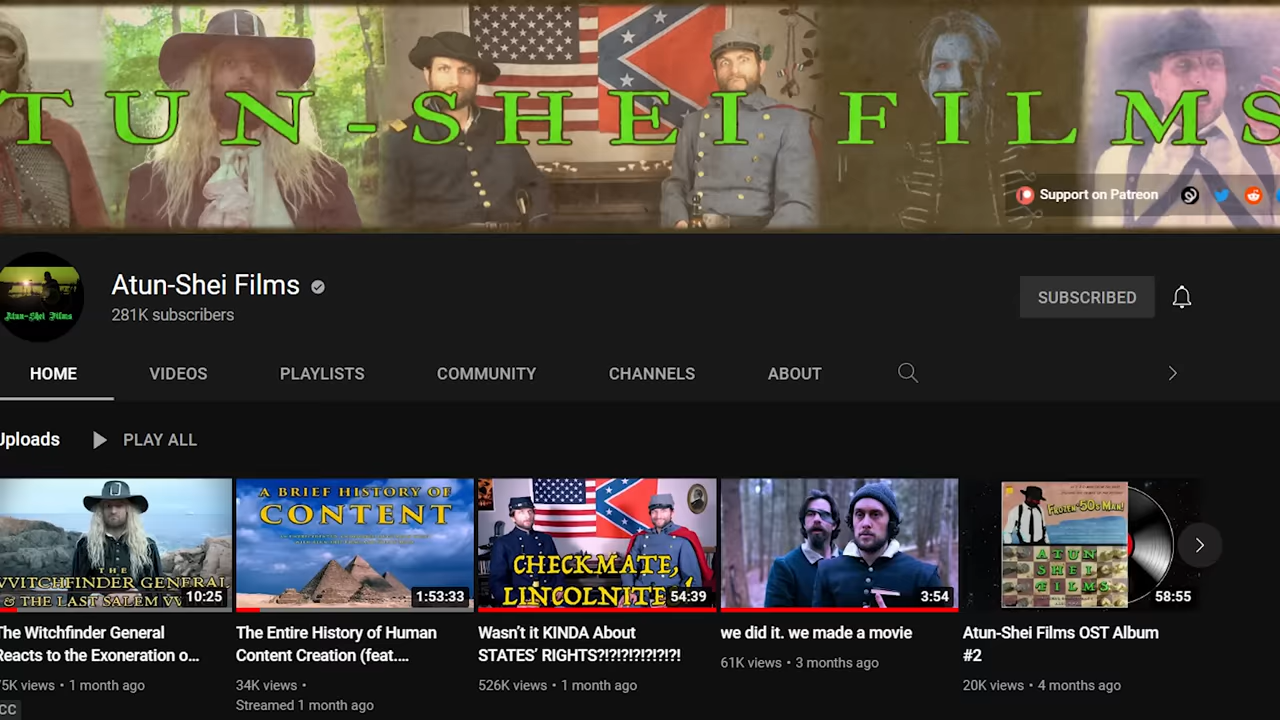 TUN-SHEI FILMS
Support on Patreon
Atun-Shei Films
Atun-Shei Films
281K subscribers
SUBSCRIBED
HOME VIDEOS PLAYLISTS COMMUNITY CHANNELS ABOUT
Uploads PLAY ALL
THE
WITCHFINDER GENERAL
& THE LAST SALEM
10:25
A BRIEF HISTORY OF
CONTENT
1:53:33
CHECKMATE,
LINCOLNITE
54:39
3:54
FROZEN '50s MAN!
ATUN
SHEI
FILMS
58:55
The Witchfinder General
Reacts to the Exoneration o...
The Entire History of Human
Content Creation (feat....
Wasn't it KINDA About
STATES' RIGHTS?!?!?!?!?!?!?!
we did it. we made a movie
Atun-Shei Films OST Album
#2
75K views • 1 month ago
34K views •
Streamed 1 month ago
526K views • 1 month ago
61K views • 3 months ago
20K views • 4 months ago
CC